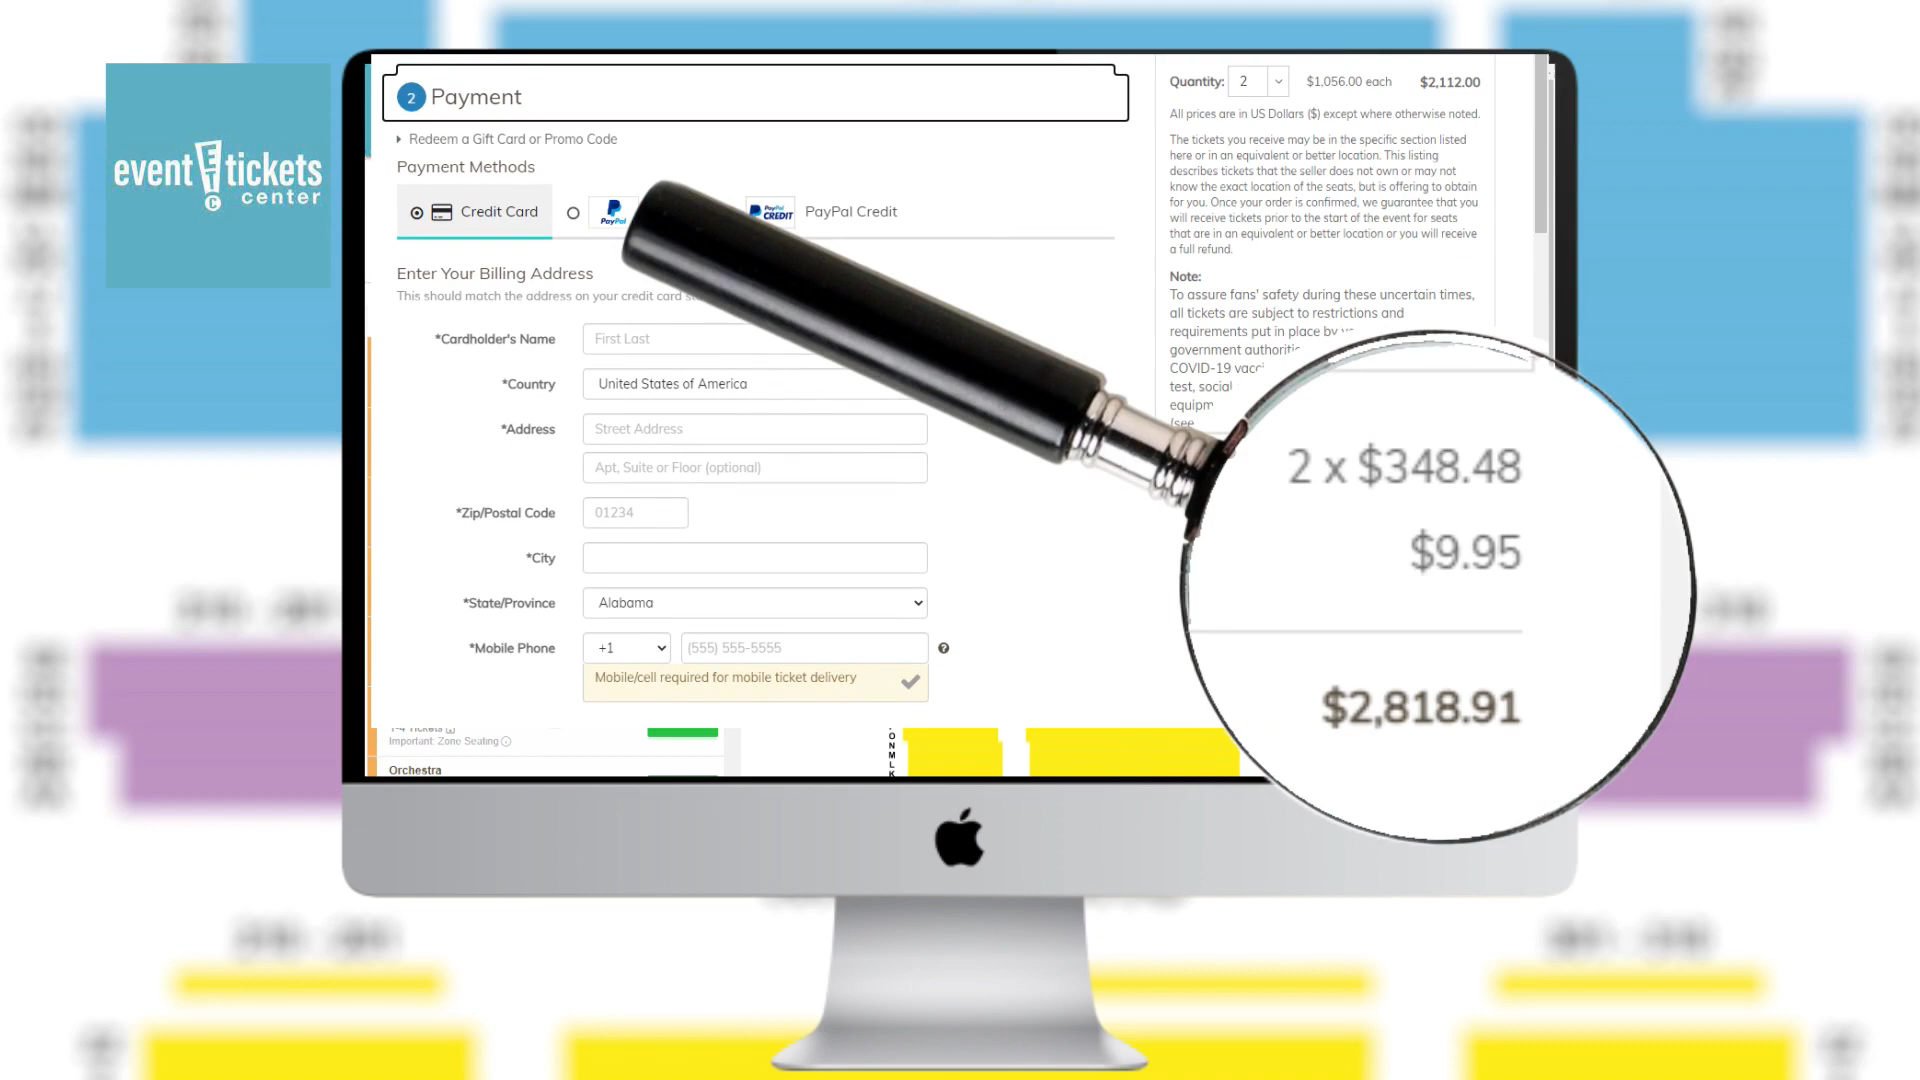 event tickets
center
2 Payment
Redeem a Gift Card or Promo Code
Payment Methods
Credit Card
PayPal
PayPal CREDIT
PayPal Credit
Enter Your Billing Address
This should match the address on your credit card
*Cardholder's Name
First Last
*Country
United States of America
*Address
Street Address
Apt, Suite or Floor (optional)
*Zip/Postal Code
01234
*City
*State/Province
Alabama
*Mobile Phone
+1
(555) 555-5555
Mobile/cell required for mobile ticket delivery
1-4 Tickets
Important: Zone Seating
Orchestra
O
N
M
L
K
Quantity: 2 $1,056.00 each $2,112.00
All prices are in US Dollars ($) except where otherwise noted.
The tickets you receive may be in the specific section listed
here or in an equivalent or better location. This listing
describes tickets that the seller does not own or may not
know the exact location of the seats, but is offering to obtain
for you. Once your order is confirmed, we guarantee that you
will receive tickets prior to the start of the event for seats
that are in an equivalent or better location or you will receive
a full refund.
Note:
To assure fans' safety during these uncertain times,
all tickets are subject to restrictions and
requirements put in place by
government
COVID-19
test, social
(see
2 x $348.48
$9.95
$2,818.91